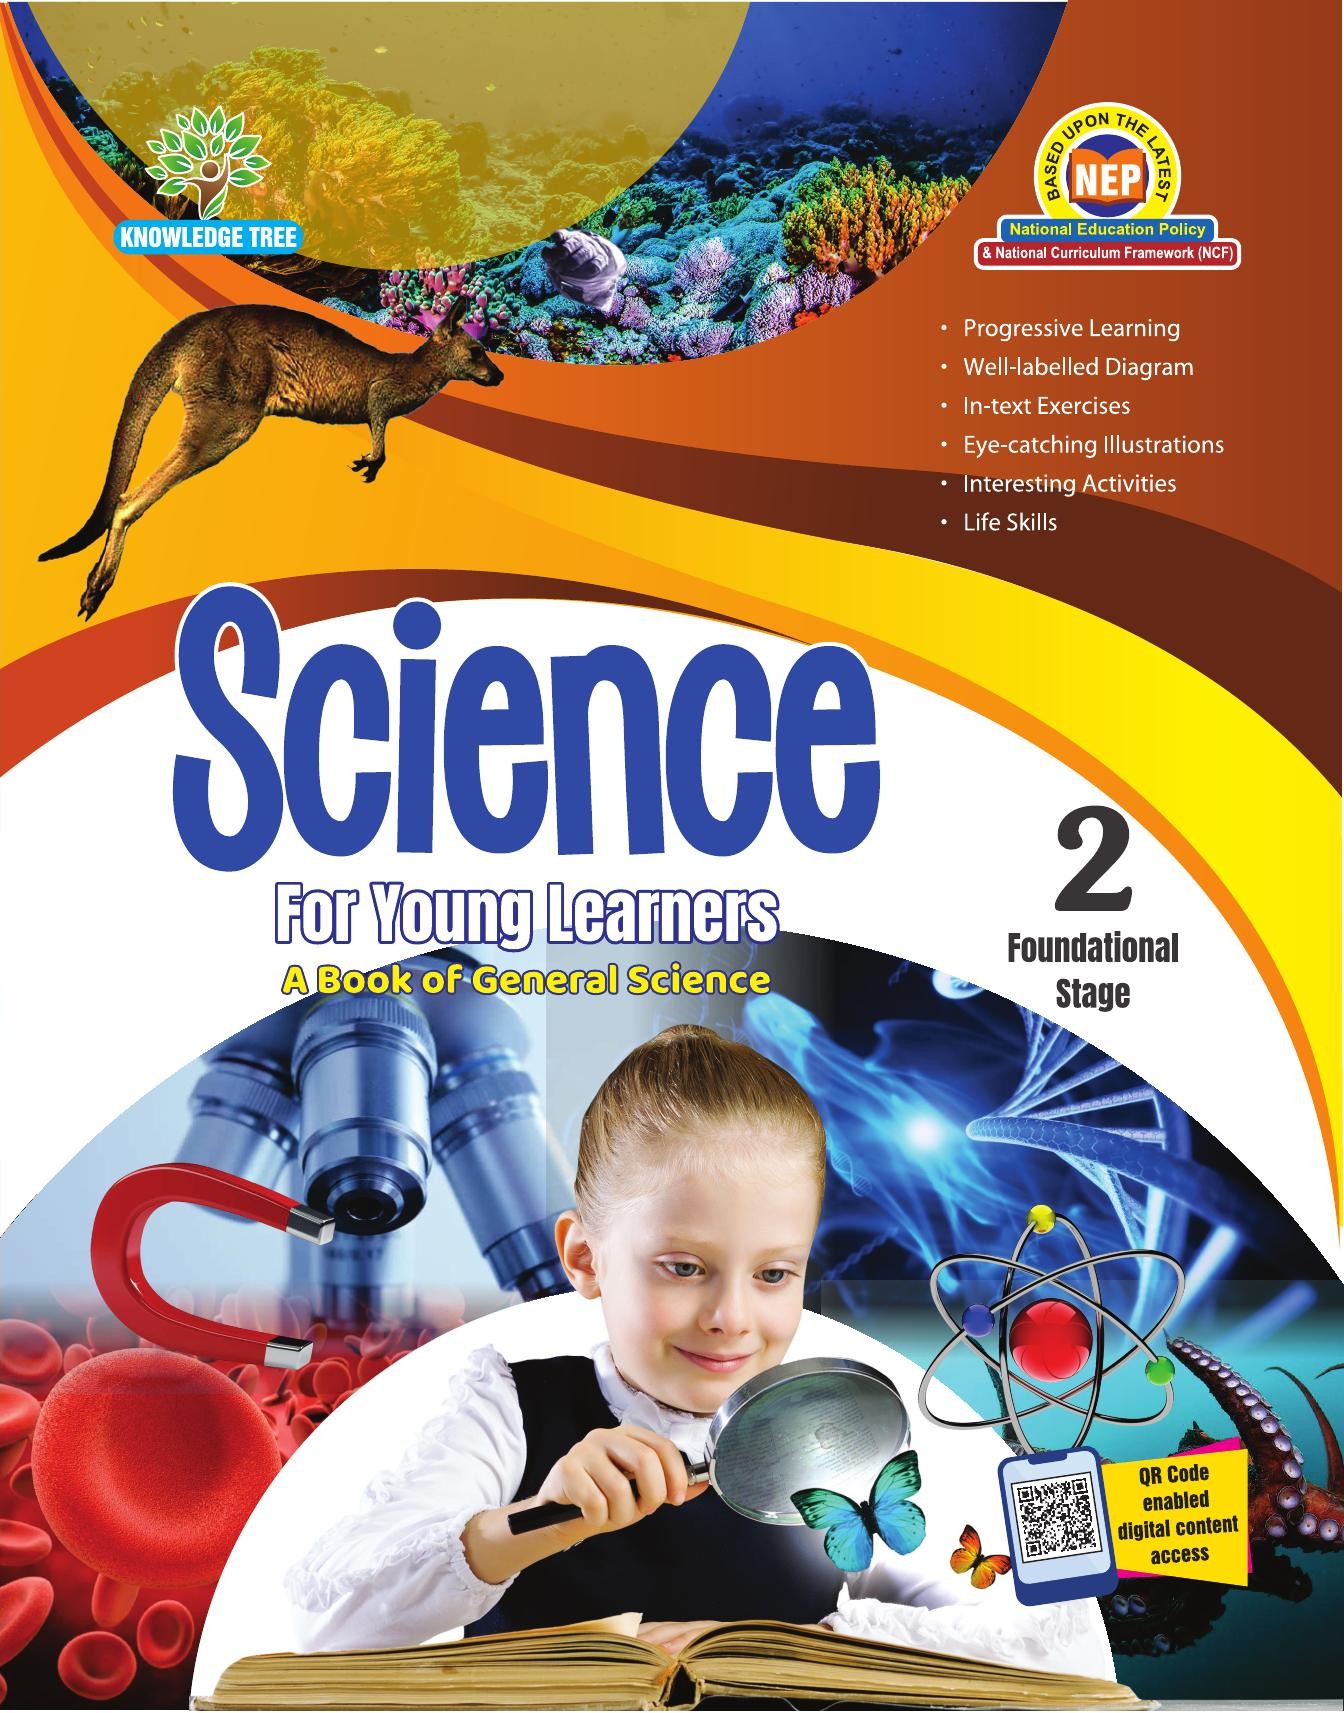 KNOWLEDGE TREE
BASED UPON THE LATEST
NEP
National Education Policy
& National Curriculum Framework (NCF)
• Progressive Learning
• Well-labelled Diagram
• In-text Exercises
• Eye-catching Illustrations
• Interesting Activities
• Life Skills
Science
For Young Learners
A Book of General Science
2
Foundational
Stage
QR Code
enabled
digital content
access